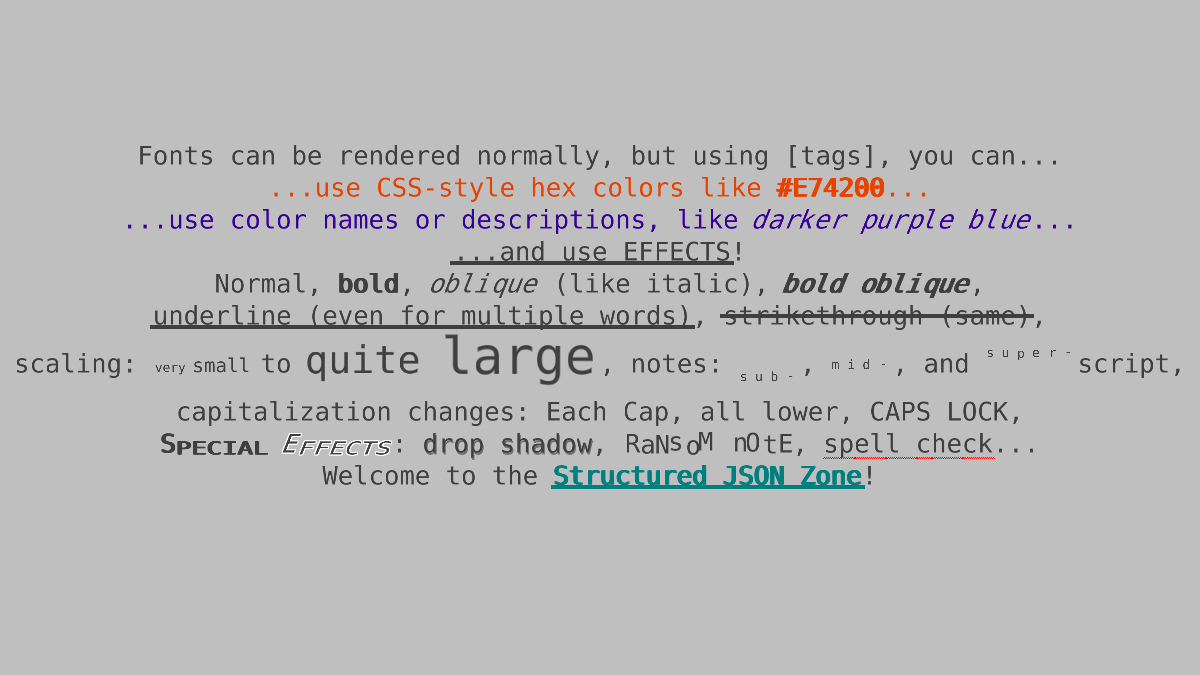 Fonts can be rendered normally, but using [tags], you can...
...use CSS-style hex colors like #E74200...
...use color names or descriptions, like darker purple blue...
...and use EFFECTS!
Normal, bold, oblique (like italic), bold oblique,
underline (even for multiple words), strikethrough (same),
scaling: very small to quite large, notes: sub-, mid-, and super-script,
capitalization changes: Each Cap, all lower, CAPS LOCK,
SPECIAL EFFECTS: drop shadow, RaNsoM nOtE, spell check...
Welcome to the Structured JSON Zone!